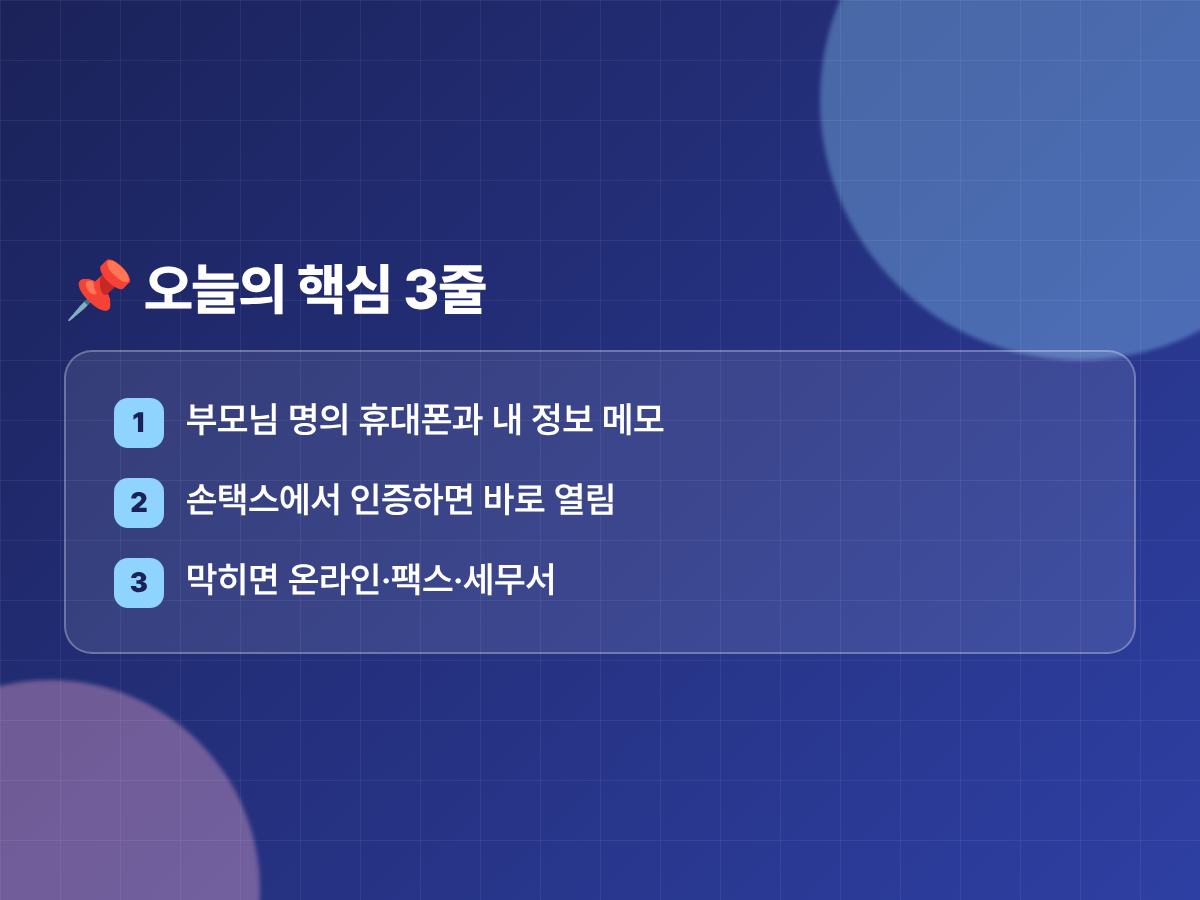 📌 오늘의 핵심 3줄
1 부모님 명의 휴대폰과 내 정보 메모
2 손택스에서 인증하면 바로 열림
3 막히면 온라인·팩스·세무서